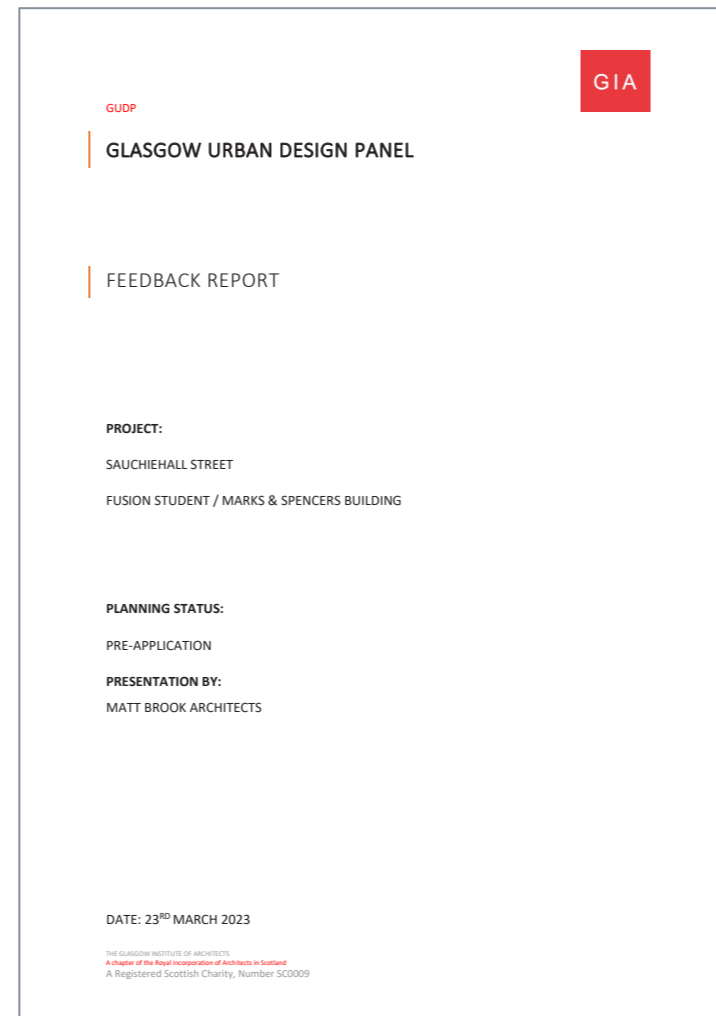 GIA
GUDP
GLASGOW URBAN DESIGN PANEL
FEEDBACK REPORT
PROJECT:
SAUCHIEHALL STREET
FUSION STUDENT / MARKS & SPENCERS BUILDING
PLANNING STATUS:
PRE-APPLICATION
PRESENTATION BY:
MATT BROOK ARCHITECTS
DATE: 23RD MARCH 2023
THE GLASGOW INSTITUTE OF ARCHITECTS
A chapter of the Royal Incorporation of Architects in Scotland
A Registered Scottish Charity, Number SC0009